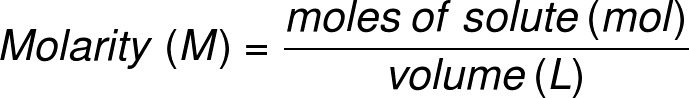 Molarity (M) = moles of solute (mol)
volume (L)